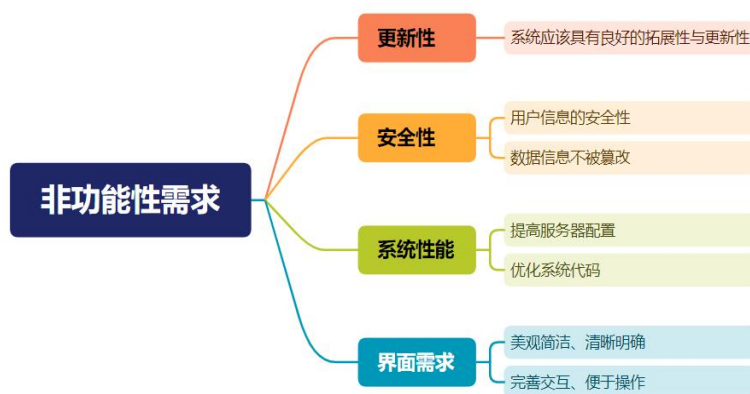 非功能性需求
更新性
系统应该具有良好的拓展性与更新性
安全性
用户信息的安全性
数据信息不被篡改
系统性能
提高服务器配置
优化系统代码
界面需求
美观简洁、清晰明确
完善交互、便于操作